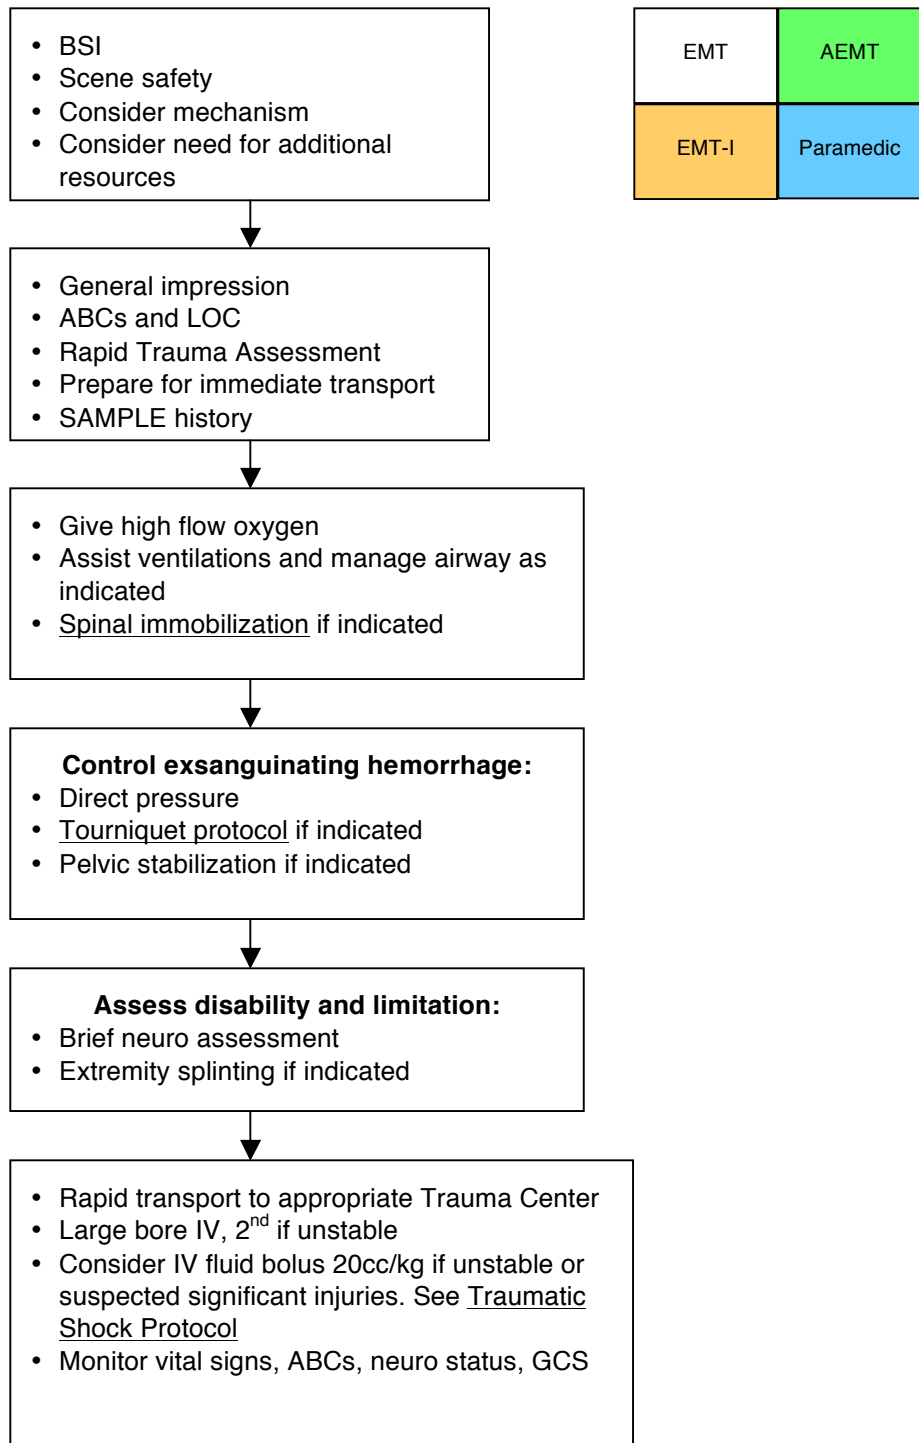 • BSI
• Scene safety
• Consider mechanism
• Consider need for additional
resources
EMT
AEMT
EMT-I
Paramedic
• General impression
• ABCs and LOC
• Rapid Trauma Assessment
• Prepare for immediate transport
• SAMPLE history
• Give high flow oxygen
• Assist ventilations and manage airway as
indicated
• Spinal immobilization if indicated
Control exsanguinating hemorrhage:
• Direct pressure
• Tourniquet protocol if indicated
• Pelvic stabilization if indicated
Assess disability and limitation:
• Brief neuro assessment
• Extremity splinting if indicated
• Rapid transport to appropriate Trauma Center
• Large bore IV, 2nd if unstable
• Consider IV fluid bolus 20cc/kg if unstable or
suspected significant injuries. See Traumatic
Shock Protocol
• Monitor vital signs, ABCs, neuro status, GCS